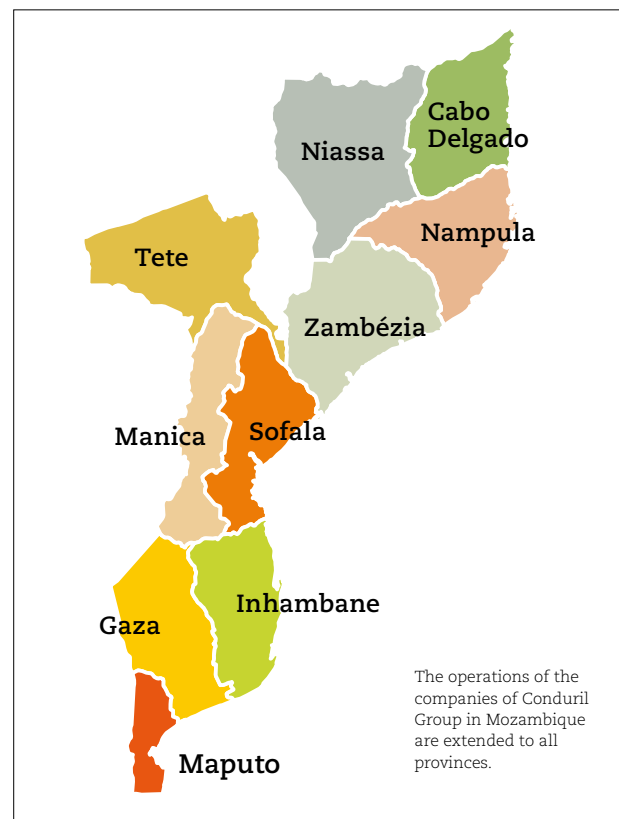 Cabo
Delgado
Niassa
Nampula
Tete
Zambézia
Manica
Sofala
Inhambane
Gaza
Maputo
The operations of the
companies of Conduril
Group in Mozambique
are extended to all
provinces.